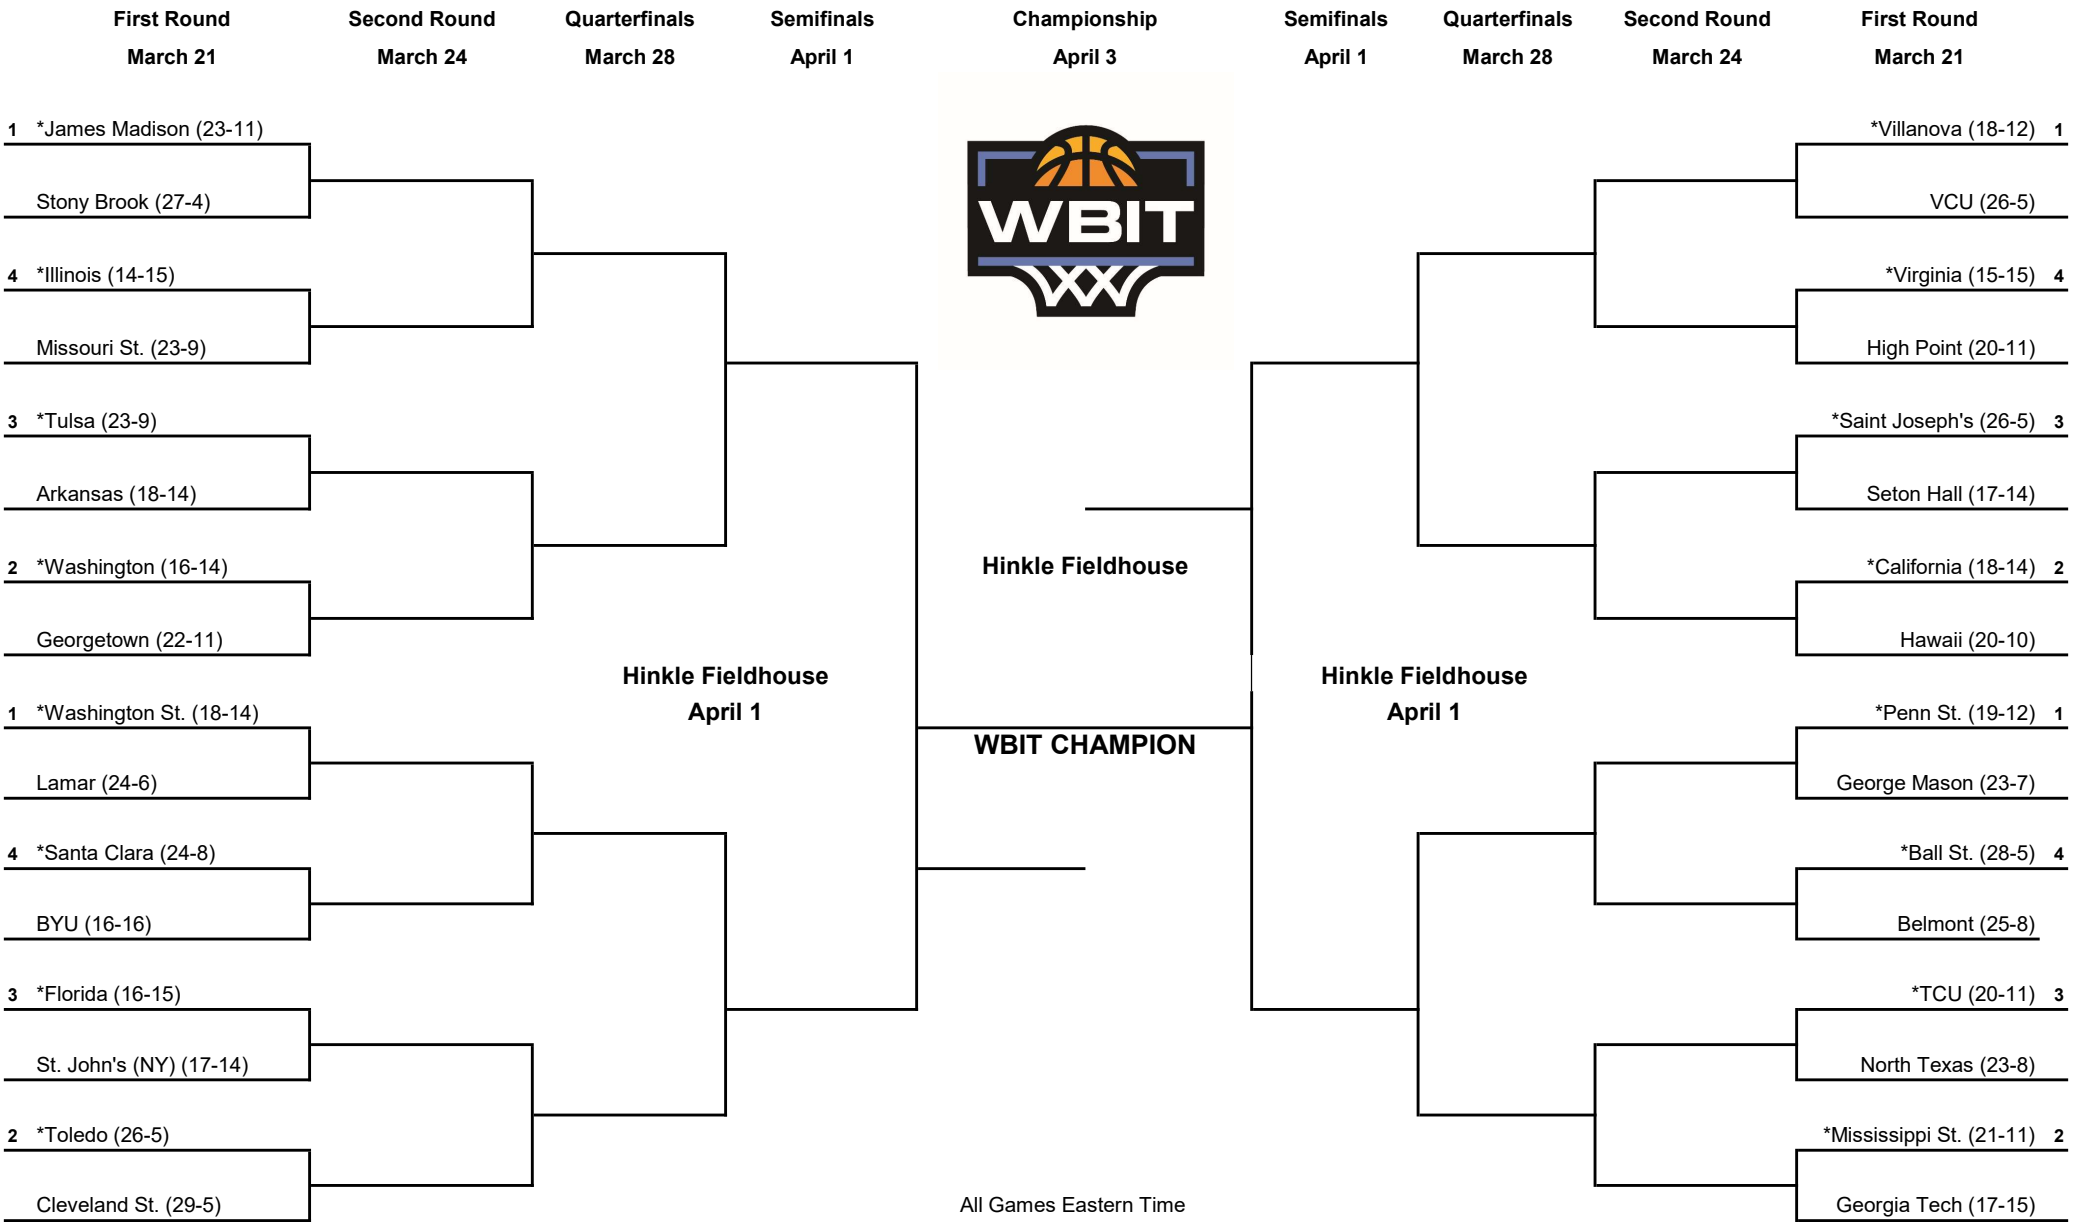 First Round Second Round Quarterfinals Semifinals Championship Semifinals Quarterfinals Second Round First Round
March 21 March 24 March 28 April 1 April 3 April 1 March 28 March 24 March 21
1 *James Madison (23-11) *Villanova (18-12) 1
WBIT
Stony Brook (27-4) VCU (26-5)
4 *Illinois (14-15) *Virginia (15-15) 4
Missouri St. (23-9) High Point (20-11)
3 *Tulsa (23-9) *Saint Joseph's (26-5) 3
Arkansas (18-14) Seton Hall (17-14)
2 *Washington (16-14) Hinkle Fieldhouse *California (18-14) 2
Georgetown (22-11) Hawaii (20-10)
Hinkle Fieldhouse Hinkle Fieldhouse
1 *Washington St. (18-14) April 1 April 1 *Penn St. (19-12) 1
WBIT CHAMPION
Lamar (24-6) George Mason (23-7)
4 *Santa Clara (24-8) *Ball St. (28-5) 4
BYU (16-16) Belmont (25-8)
3 *Florida (16-15) *TCU (20-11) 3
St. John's (NY) (17-14) North Texas (23-8)
2 *Toledo (26-5) *Mississippi St. (21-11) 2
Cleveland St. (29-5) All Games Eastern Time Georgia Tech (17-15)